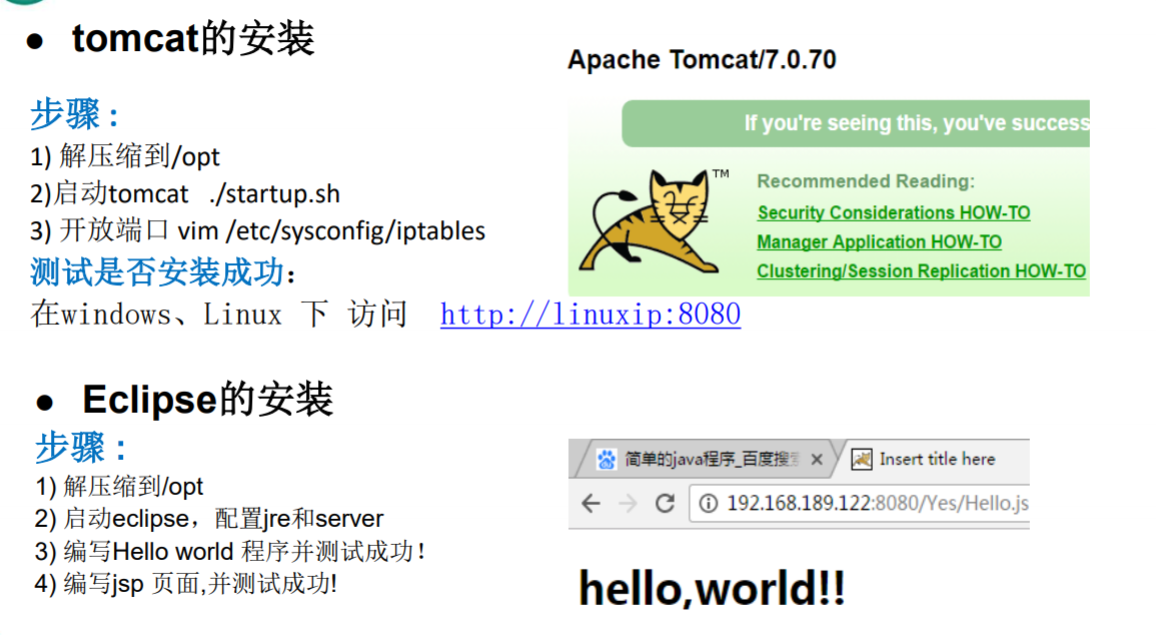 ● tomcat的安装
步骤：
1) 解压缩到/opt
2)启动tomcat ./startup.sh
3) 开放端口 vim /etc/sysconfig/iptables
测试是否安装成功：
在windows、Linux 下 访问 http://linuxip:8080
Apache Tomcat/7.0.70
If you're seeing this, you've success
TM
Recommended Reading:
Security Considerations HOW-TO
Manager Application HOW-TO
Clustering/Session Replication HOW-TO
● Eclipse的安装
步骤：
1) 解压缩到/opt
2) 启动eclipse，配置jre和server
3) 编写Hello world 程序并测试成功！
4) 编写jsp 页面,并测试成功!
简单的java程序_百度搜 Insert title here
192.168.189.122:8080/Yes/Hello.js
hello,world!!